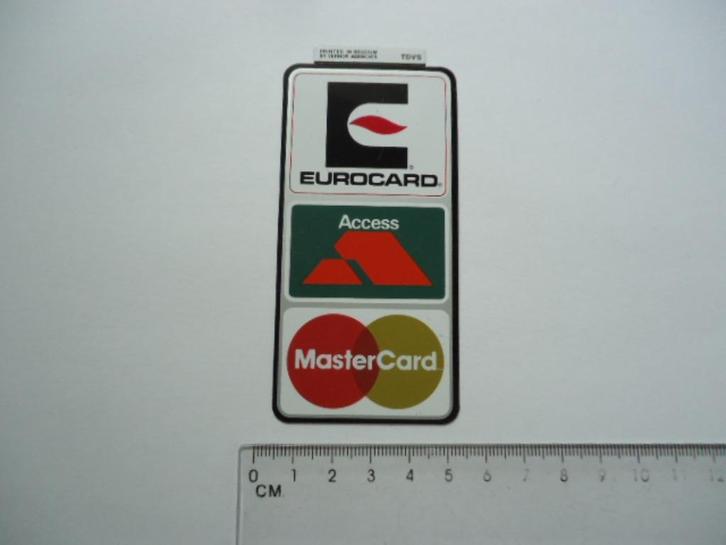 PRINTED IN BELGIUM
TDYS
EUROCARD
Access
MasterCard
0 1 2 3 4 5 6 7 8 9 10 11 12
CM